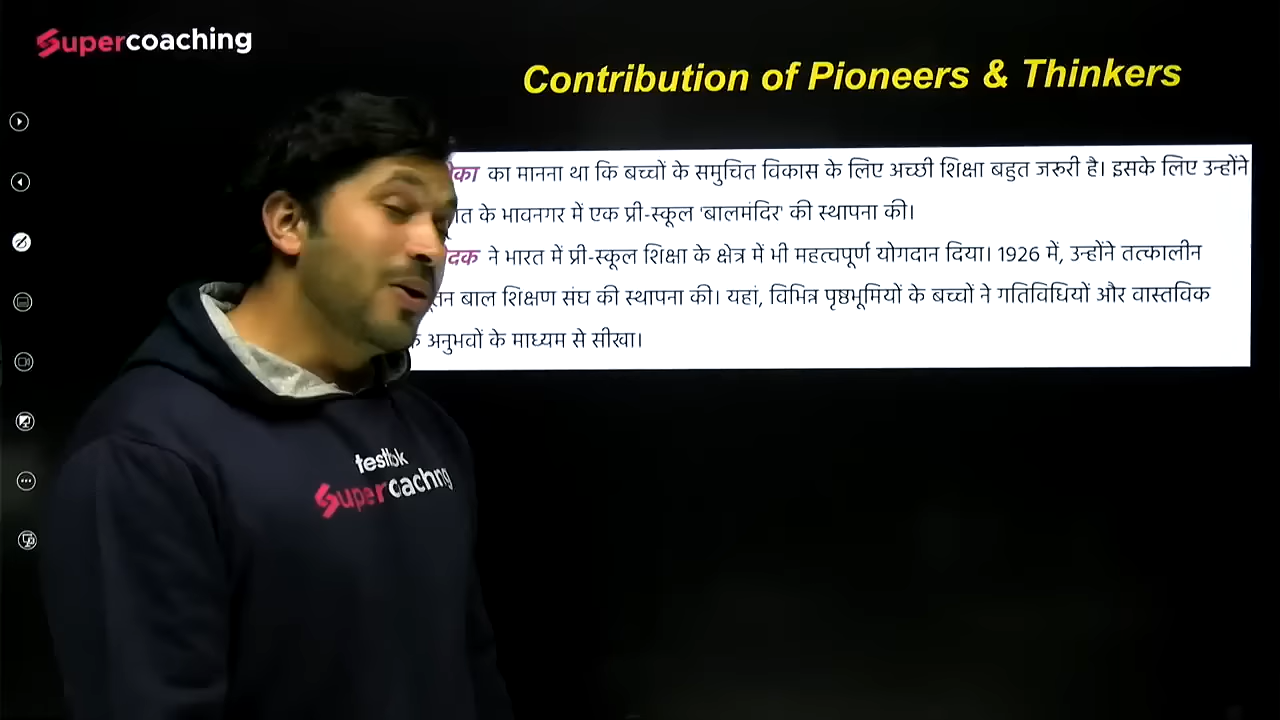 Supercoaching
Contribution of Pioneers & Thinkers
का मानना था कि बच्चों के समुचित विकास के लिए अच्छी शिक्षा बहुत जरूरी है। इसके लिए उन्होंने
के भावनगर में एक प्री-स्कूल 'बालमंदिर' की स्थापना की।
ने भारत में प्री-स्कूल शिक्षा के क्षेत्र में भी महत्वपूर्ण योगदान दिया। 1926 में, उन्होंने तत्कालीन
बाल शिक्षण संघ की स्थापना की। यहां, विभिन्न पृष्ठभूमियों के बच्चों ने गतिविधियों और वास्तविक
अनुभवों के माध्यम से सीखा।
testbook
Supercoaching